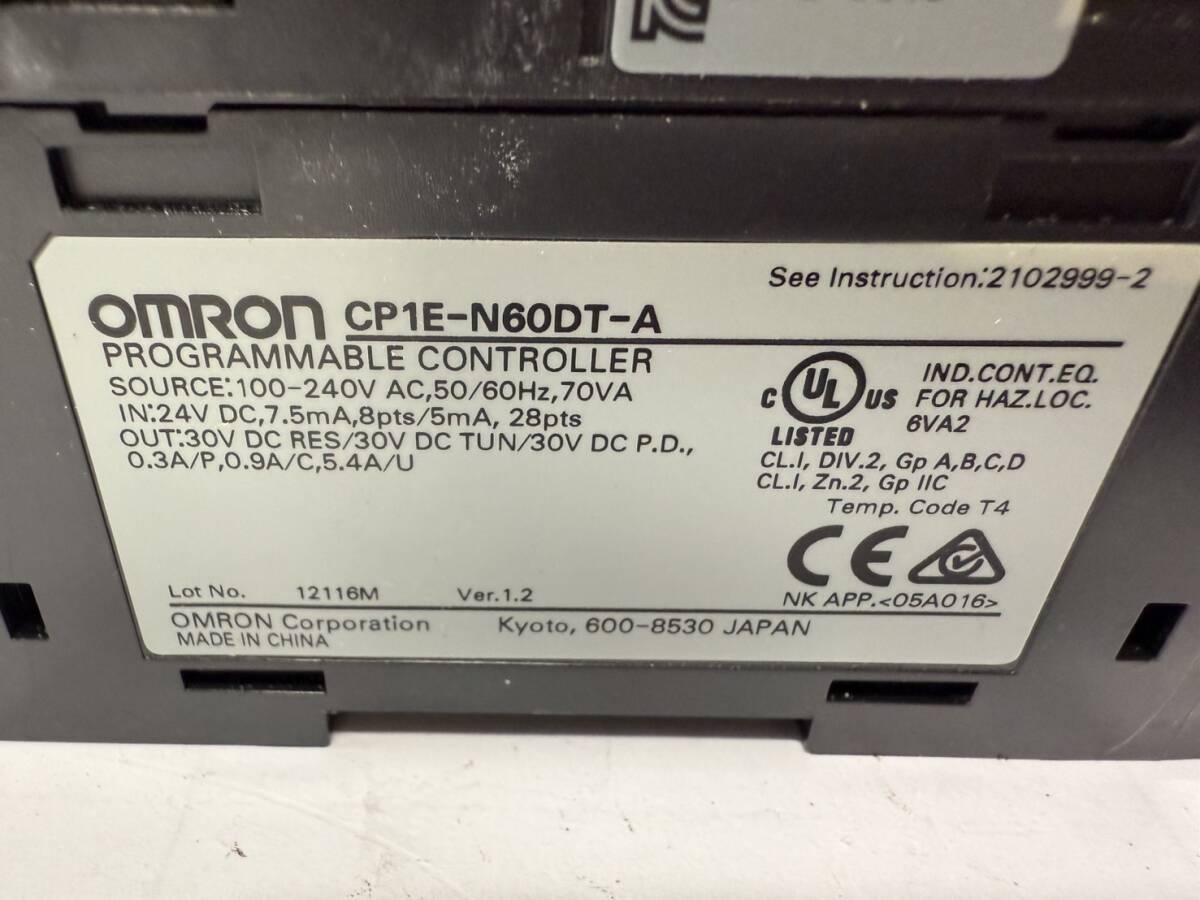 See Instruction:2102999-2
OMRON CP1E-N60DT-A
PROGRAMMABLE CONTROLLER
SOURCE:100-240V AC,50/60Hz,70VA
IN:24V DC,7.5mA,8pts/5mA, 28pts
OUT:30V DC RES/30V DC TUN/30V DC P.D.,
0.3A/P,0.9A/C,5.4A/U
C UL US
LISTED
IND.CONT.EQ.
FOR HAZ.LOC.
6VA2
CL.I, DIV.2, Gp A,B,C,D
CL.I, Zn.2, Gp IIC
Temp. Code T4
CE
NK APP.<05A016>
Lot No. 12116M Ver.1.2
OMRON Corporation Kyoto, 600-8530 JAPAN
MADE IN CHINA